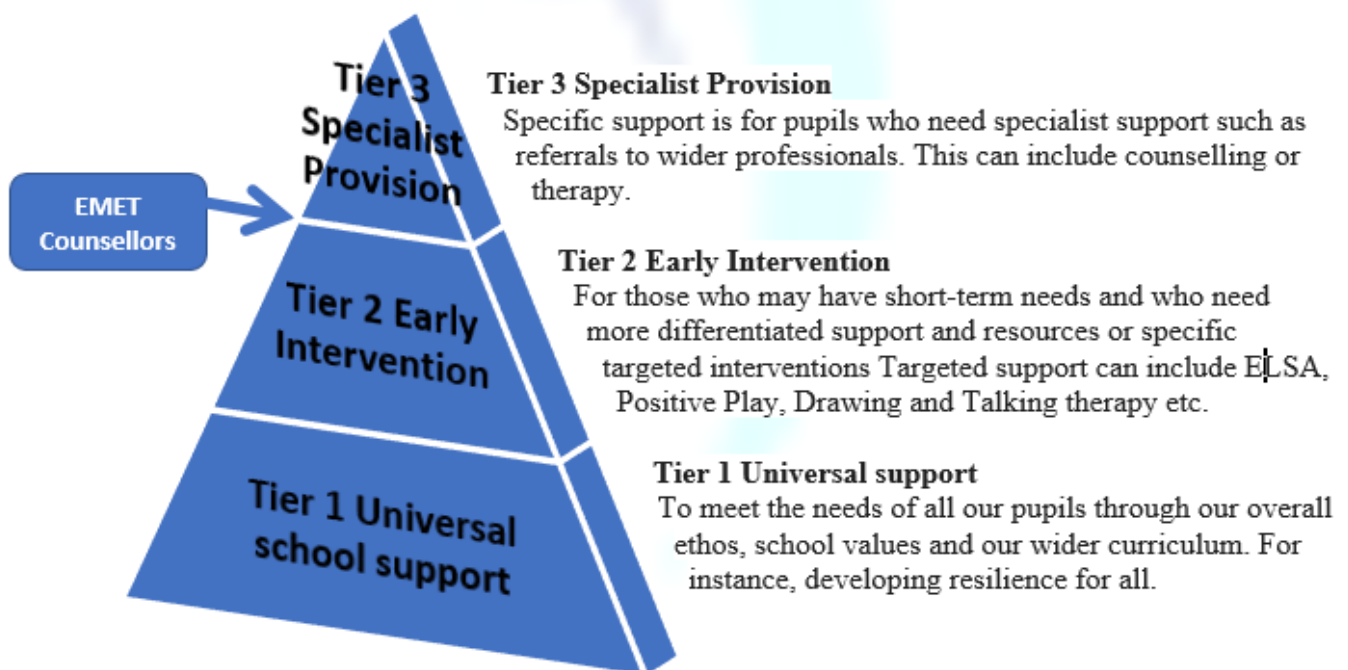 Tier 3
Specialist
Provision
EMET
Counsellors
Tier 2 Early
Intervention
Tier 1 Universal
school support
Tier 3 Specialist Provision
Specific support is for pupils who need specialist support such as
referrals to wider professionals. This can include counselling or
therapy.
Tier 2 Early Intervention
For those who may have short-term needs and who need
more differentiated support and resources or specific
targeted interventions Targeted support can include ELSA,
Positive Play, Drawing and Talking therapy etc.
Tier 1 Universal support
To meet the needs of all our pupils through our overall
ethos, school values and our wider curriculum. For
instance, developing resilience for all.